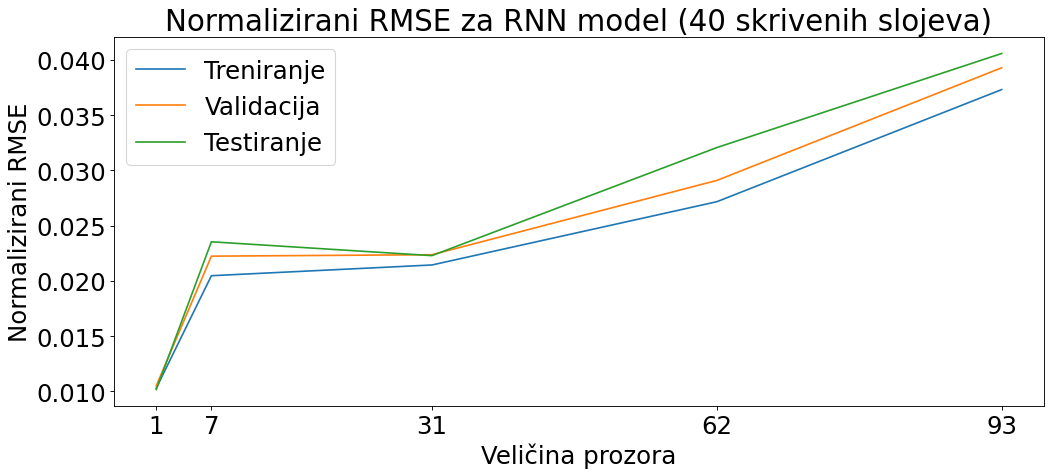 Normalizirani RMSE za RNN model (40 skrivenih slojeva)
Treniranje
Validacija
Testiranje
Normalizirani RMSE
0.040
0.035
0.030
0.025
0.020
0.015
0.010
1 7 31 62 93
Veličina prozora